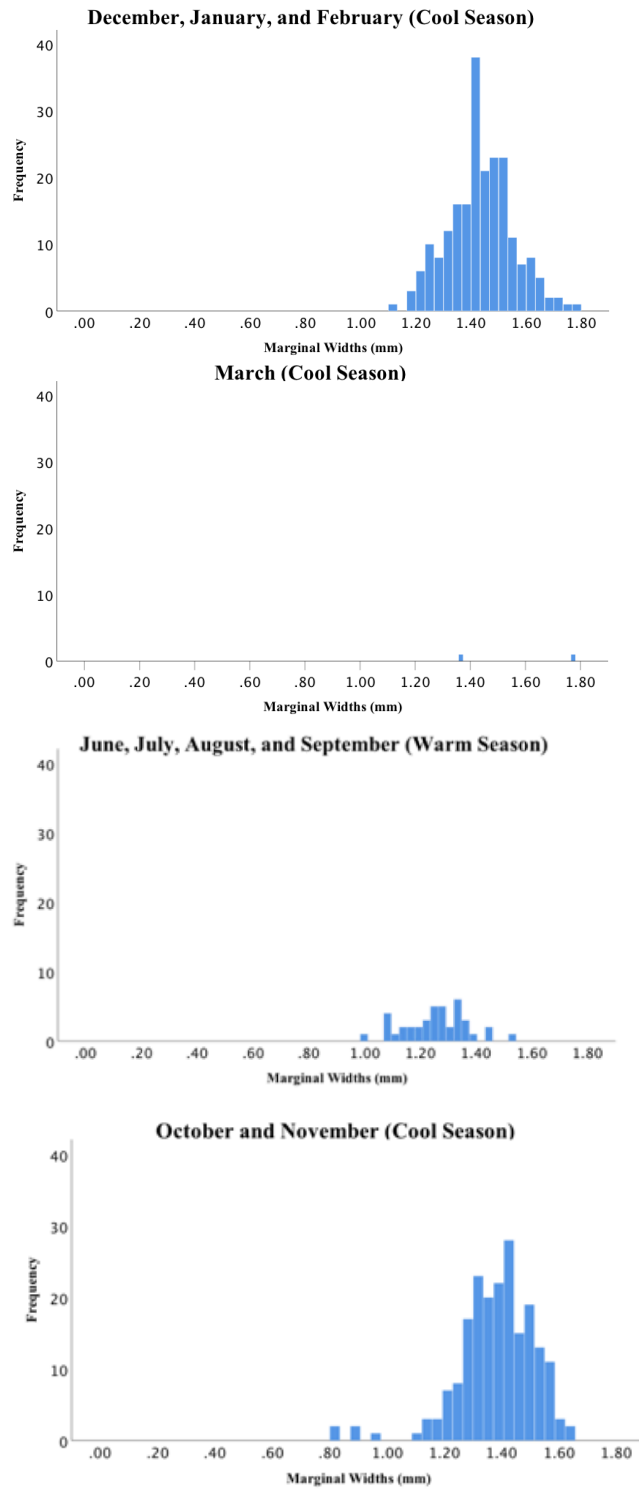 December, January, and February (Cool Season)
40
30
20
10
0
Frequency
.00 .20 .40 .60 .80 1.00 1.20 1.40 1.60 1.80
Marginal Widths (mm)
March (Cool Season)
40
30
20
10
0
Frequency
.00 .20 .40 .60 .80 1.00 1.20 1.40 1.60 1.80
Marginal Widths (mm)
June, July, August, and September (Warm Season)
40
30
20
10
0
Frequency
.00 .20 .40 .60 .80 1.00 1.20 1.40 1.60 1.80
Marginal Widths (mm)
October and November (Cool Season)
40
30
20
10
0
Frequency
.00 .20 .40 .60 .80 1.00 1.20 1.40 1.60 1.80
Marginal Widths (mm)